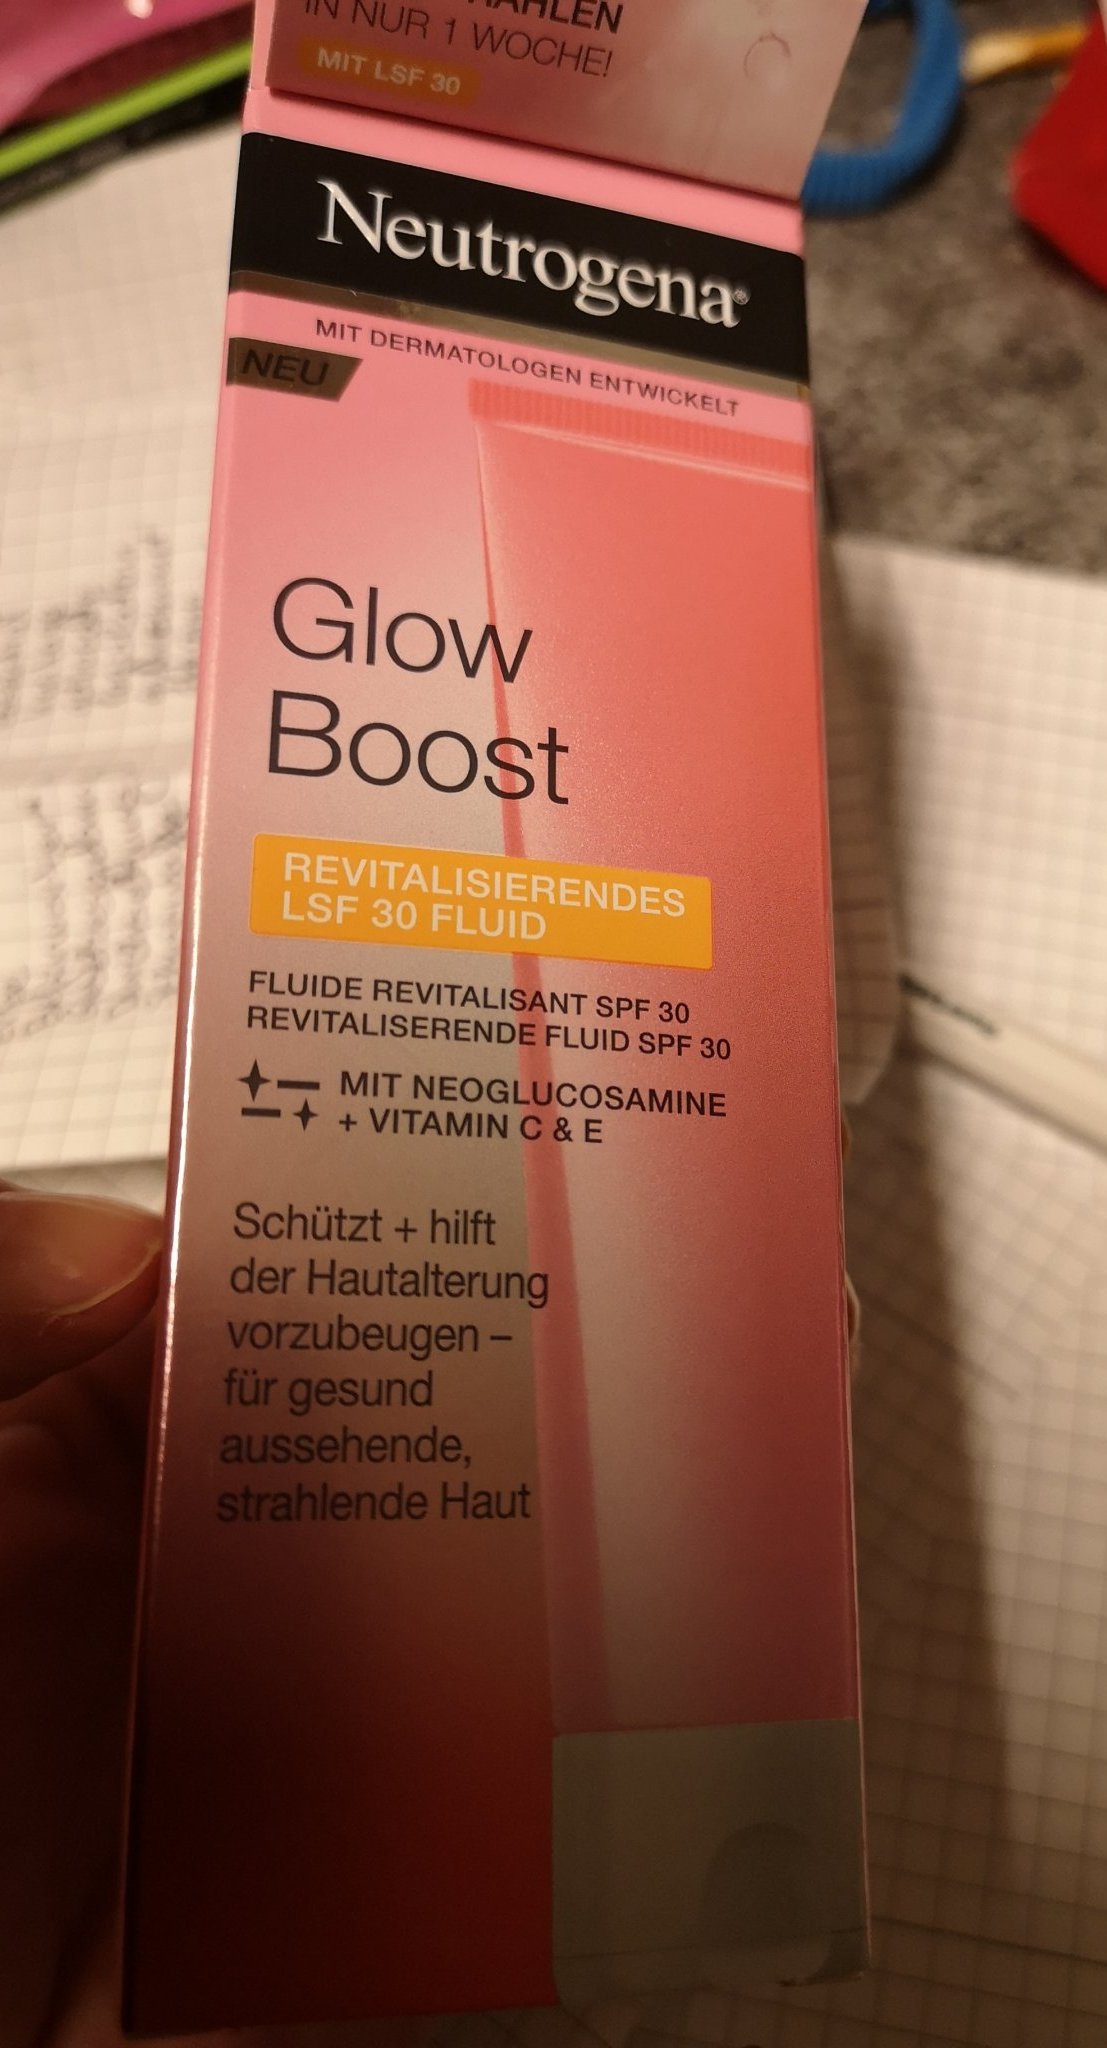 IN NUR 1 WOCHE!
MIT LSF 30
Neutrogena®
MIT DERMATOLOGEN ENTWICKELT
NEU
Glow
Boost
REVITALISIERENDES
LSF 30 FLUID
FLUIDE REVITALISANT SPF 30
REVITALISERENDE FLUID SPF 30
MIT NEOGLUCOSAMINE
+ VITAMIN C & E
Schützt + hilft
der Hautalterung
vorzubeugen –
für gesund
aussehende,
strahlende Haut